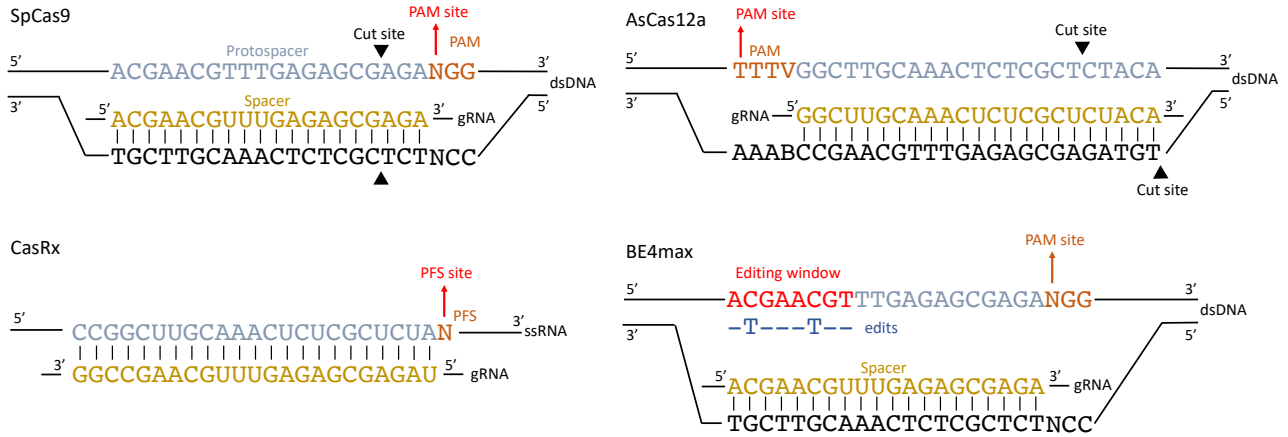 SpCas9
PAM site
Cut site
PAM
Protospacer
5’ ACGAACGTTTGAGAGCGAGANGG 3’
dsDNA
Spacer
3’ 5’
5’ ACGAACGUUUGAGAGCGAGA 3’ gRNA
TGCTTGCAAACTCTCGCTCTNCC
AsCas12a
PAM site
Cut site
PAM
5’ TTTVGGCTTGCAAACTCTCGCTCTACA 3’
dsDNA
3’ 5’
gRNA 5’ GGCUUGCAAACUCUCGCUCUACA 3’
AAABCCGAACGTTTGAGAGCGAGATGT
Cut site
CasRx
PFS site
PFS
5’ CCGGCUUGCAAACUCUCGCUCUAN 3’ ssRNA
3’ GGCCGAACGUUUGAGAGCGAGAU 5’ gRNA
BE4max
PAM site
Editing window
5’ ACGAACGTTTGAGAGCGAGANGG 3’
dsDNA
–T–––T–– edits
3’ 5’
Spacer
5’ ACGAACGUUUGAGAGCGAGA 3’ gRNA
TGCTTGCAAACTCTCGCTCTNCC